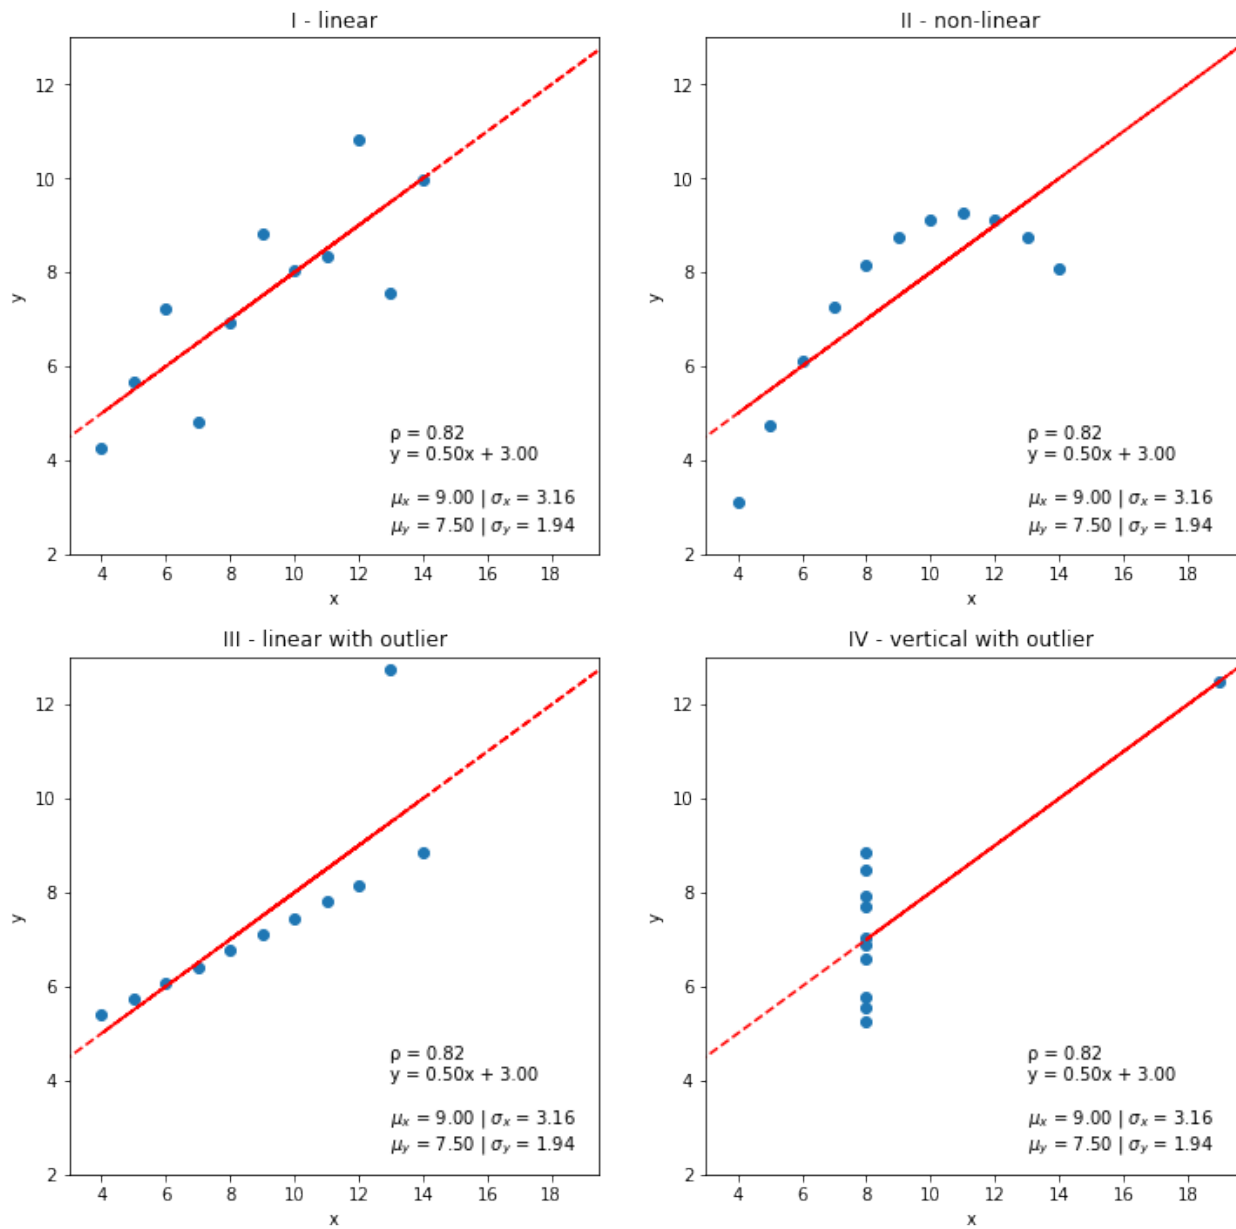 I - linear
12
10
8
6
4
2
y
ρ = 0.82
y = 0.50x + 3.00
μx = 9.00 | σx = 3.16
μy = 7.50 | σy = 1.94
4 6 8 10 12 14 16 18
x
II - non-linear
12
10
8
6
4
2
y
ρ = 0.82
y = 0.50x + 3.00
μx = 9.00 | σx = 3.16
μy = 7.50 | σy = 1.94
4 6 8 10 12 14 16 18
x
III - linear with outlier
12
10
8
6
4
2
y
ρ = 0.82
y = 0.50x + 3.00
μx = 9.00 | σx = 3.16
μy = 7.50 | σy = 1.94
4 6 8 10 12 14 16 18
x
IV - vertical with outlier
12
10
8
6
4
2
y
ρ = 0.82
y = 0.50x + 3.00
μx = 9.00 | σx = 3.16
μy = 7.50 | σy = 1.94
4 6 8 10 12 14 16 18
x